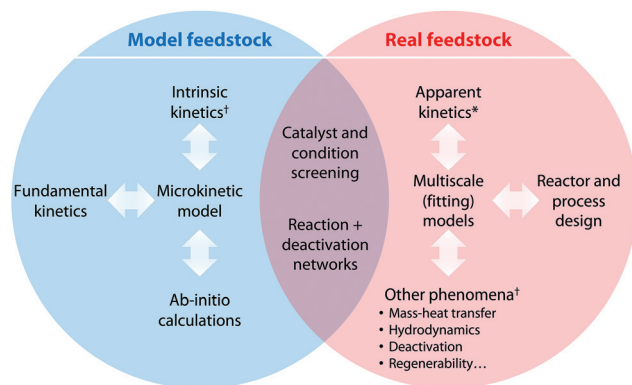 Model feedstock
Real feedstock
Intrinsic
kinetics†
Fundamental
kinetics
Microkinetic
model
Ab-initio
calculations
Catalyst and
condition
screening
Reaction +
deactivation
networks
Apparent
kinetics*
Multiscale
(fitting)
models
Reactor and
process
design
Other phenomena†
• Mass-heat transfer
• Hydrodynamics
• Deactivation
• Regenerability...